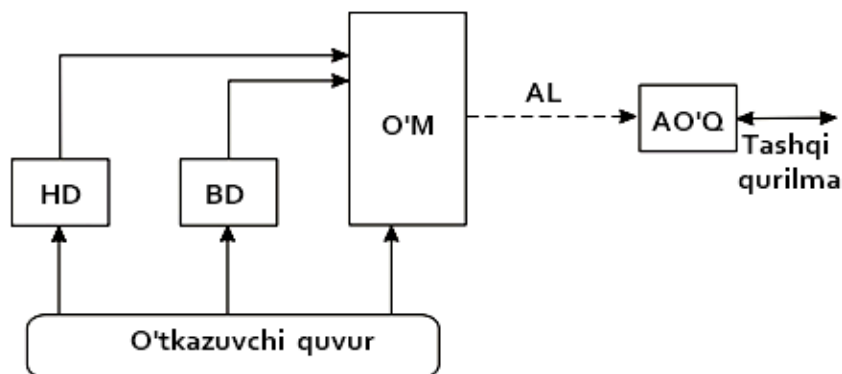 O'M
AL
AO'Q
Tashqi
qurilma
HD
BD
O'tkazuvchi quvur